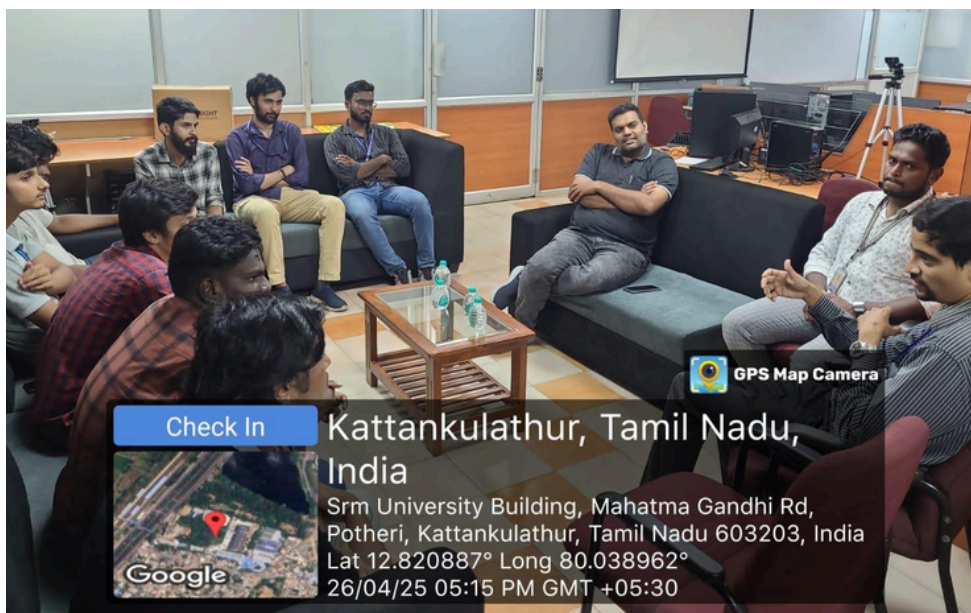 GPS Map Camera
Check In
Kattankulathur, Tamil Nadu,
India
Srm University Building, Mahatma Gandhi Rd,
Potheri, Kattankulathur, Tamil Nadu 603203, India
Lat 12.820887° Long 80.038962°
26/04/25 05:15 PM GMT +05:30
Google